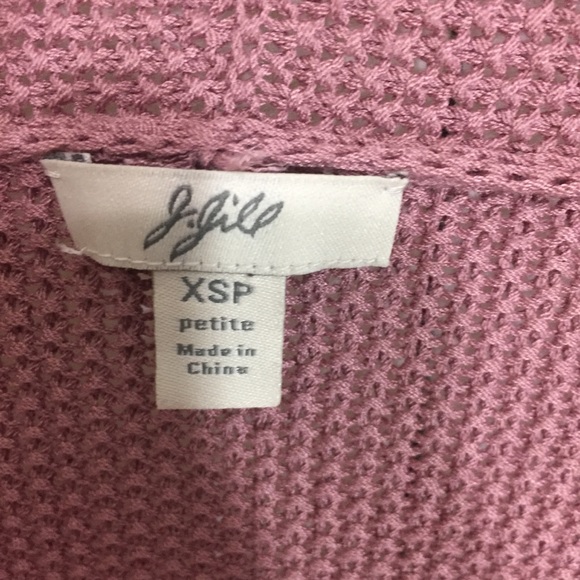 J.Jill
XSP
petite
Made in
China